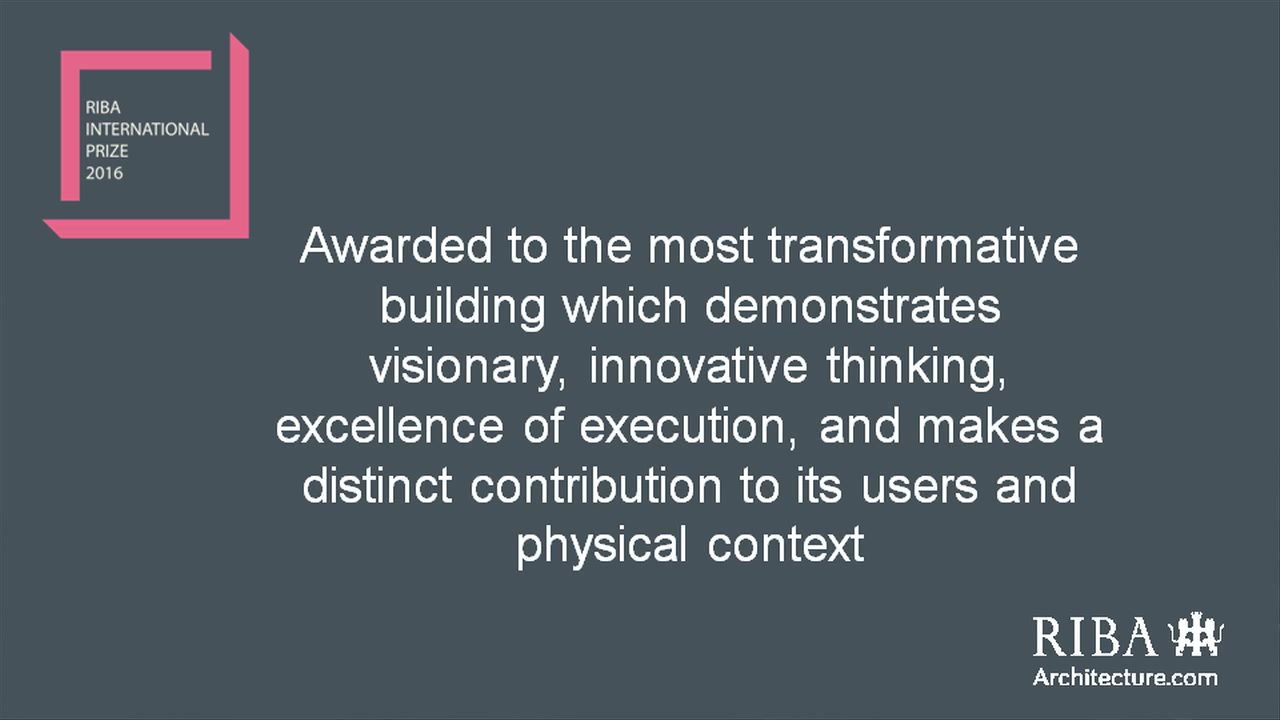 RIBA
INTERNATIONAL
PRIZE
2016
Awarded to the most transformative
building which demonstrates
visionary, innovative thinking,
excellence of execution, and makes a
distinct contribution to its users and
physical context
RIBA
Architecture.com